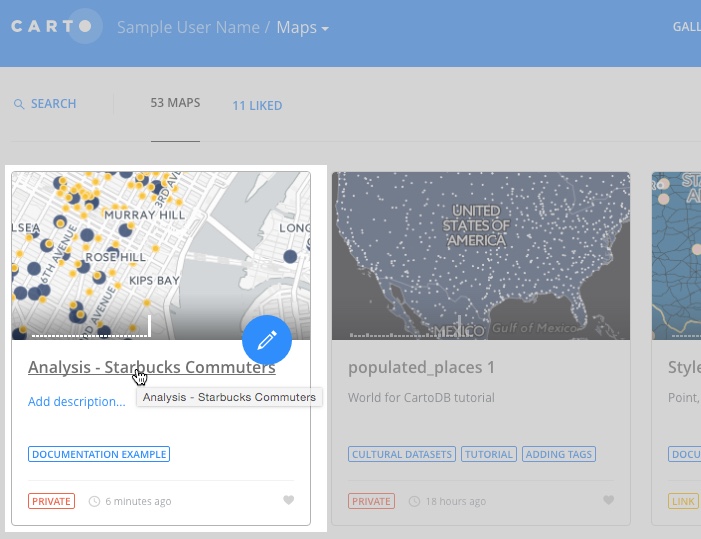 CARTO
Sample User Name / Maps
GALL
SEARCH
53 MAPS
11 LIKED
3RD AV
MURRAY HILL
LSEA
LONG
6TH AVENUE
ROSE HILL
KIPS BAY
RD AVENUE
Analysis - Starbucks Commuters
Add description...
Analysis - Starbucks Commuters
DOCUMENTATION EXAMPLE
PRIVATE
6 minutes ago
UNITED
STATES OF
AMERICA
MEXICO
Gulf of Mexico
populated_places 1
World for CartoDB tutorial
CULTURAL DATASETS
TUTORIAL
ADDING TAGS
PRIVATE
18 hours ago
Style
Point,
DOCU
LINK